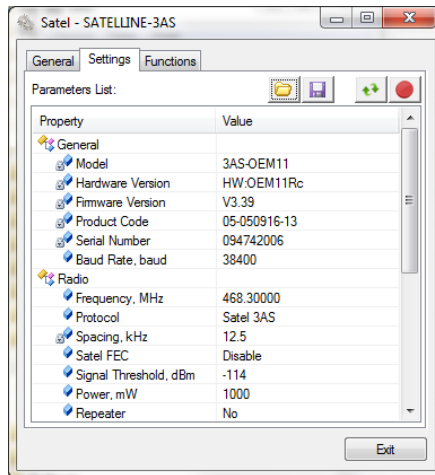 Satel - SATELLINE-3AS
General Settings Functions
Parameters List:
Property Value
General
Model 3AS-OEM11
Hardware Version HW:OEM11Rc
Firmware Version V3.39
Product Code 05-050916-13
Serial Number 094742006
Baud Rate, baud 38400
Radio
Frequency, MHz 468.30000
Protocol Satel 3AS
Spacing, kHz 12.5
Satel FEC Disable
Signal Threshold, dBm -114
Power, mW 1000
Repeater No
Exit